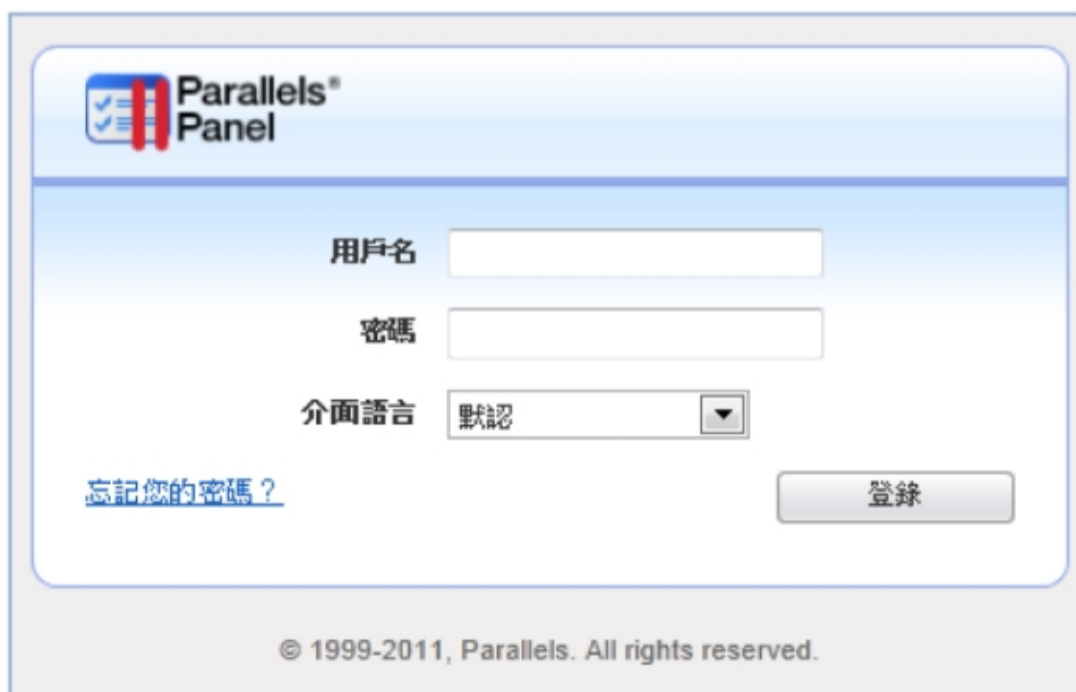 Parallels®
Panel
用戶名
密碼
介面語言 默認
忘記您的密碼？ 登錄
© 1999-2011, Parallels. All rights reserved.